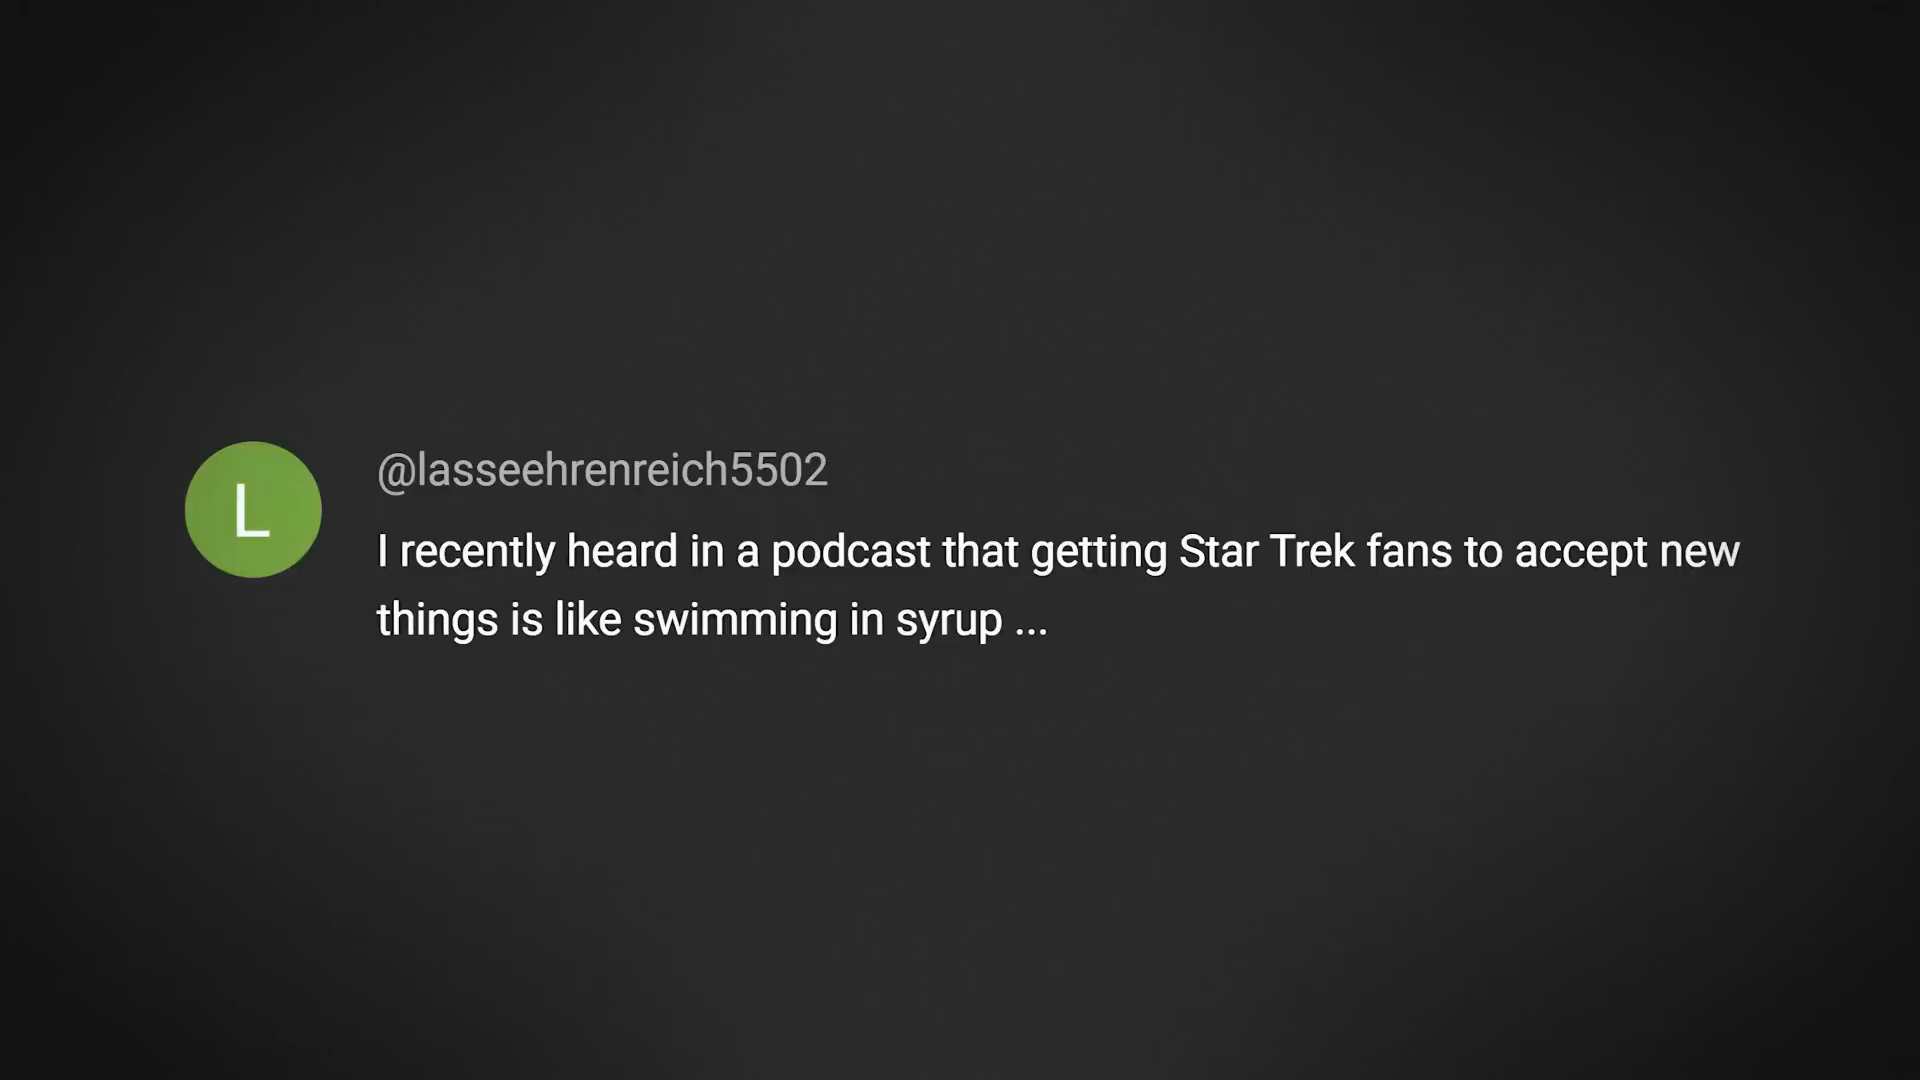 L
@lasseehrenreich5502
I recently heard in a podcast that getting Star Trek fans to accept new
things is like swimming in syrup ...